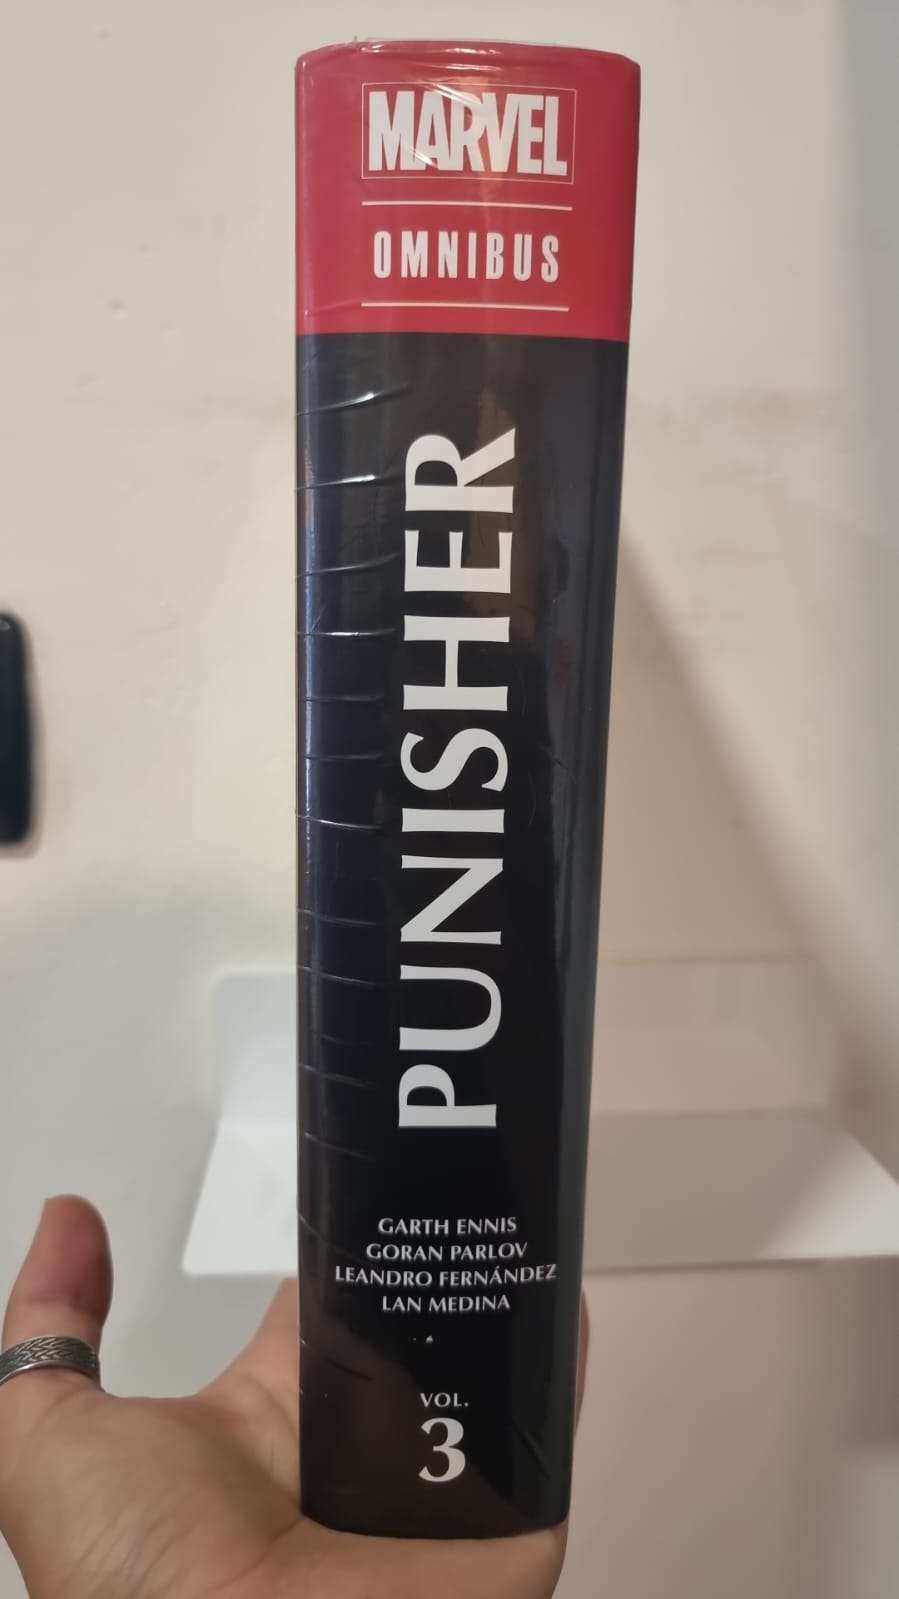 MARVEL
OMNIBUS
PUNISHER
GARTH ENNIS
GORAN PARLOV
LEANDRO FERNÁNDEZ
LAN MEDINA
VOL.
3